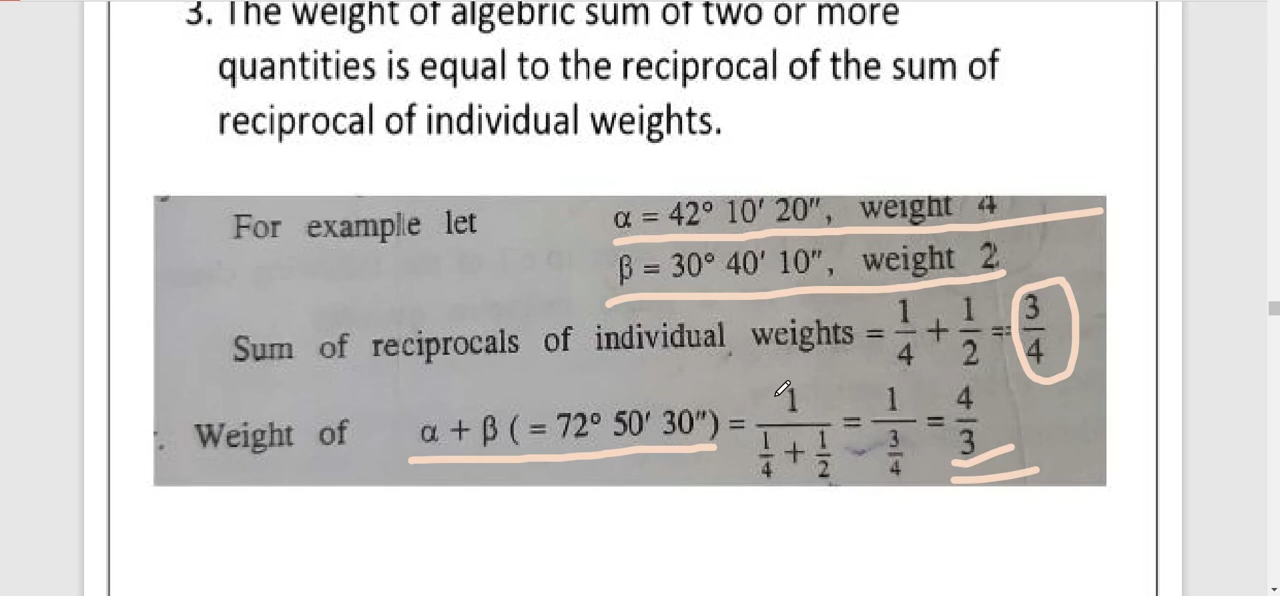 3. The weight of algebric sum of two or more
quantities is equal to the reciprocal of the sum of
reciprocal of individual weights.
For example let α = 42° 10′ 20″, weight 4
β = 30° 40′ 10″, weight 2
Sum of reciprocals of individual weights = 1/4 + 1/2 = 3/4
∴ Weight of α + β ( = 72° 50′ 30″) = 1/(1/4 + 1/2) = 1/(3/4) = 4/3